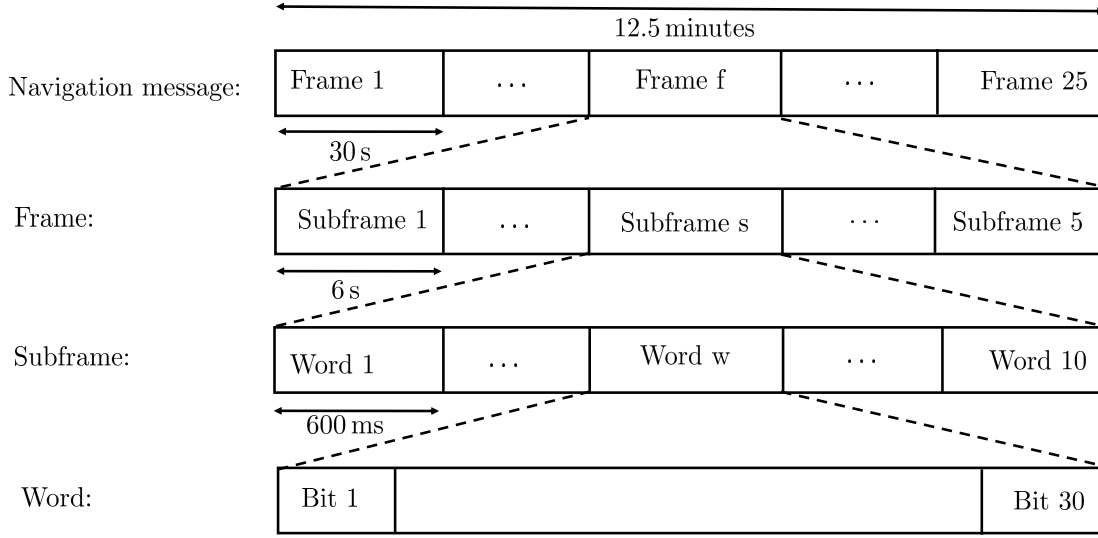 12.5 minutes
Navigation message: Frame 1 ... Frame f ... Frame 25
30 s
Frame: Subframe 1 ... Subframe s ... Subframe 5
6 s
Subframe: Word 1 ... Word w ... Word 10
600 ms
Word: Bit 1 Bit 30